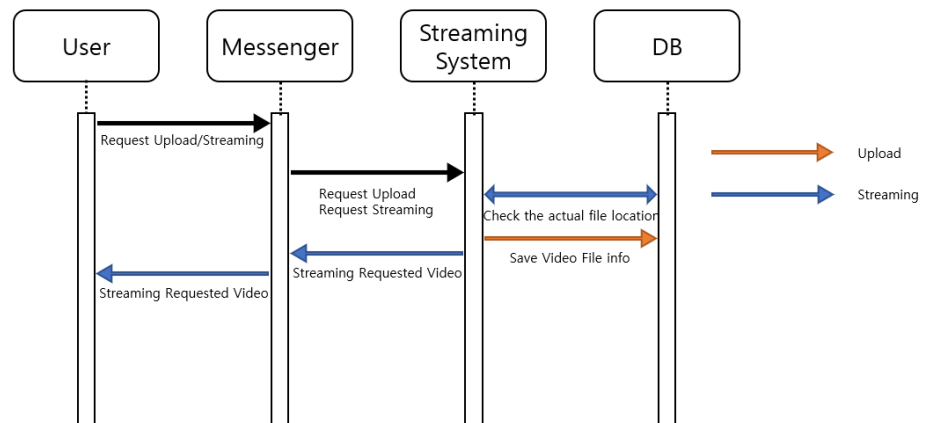 User
Messenger
Streaming
System
DB
Request Upload/Streaming
Request Upload
Request Streaming
Check the actual file location
Save Video File info
Streaming Requested Video
Streaming Requested Video
Upload
Streaming